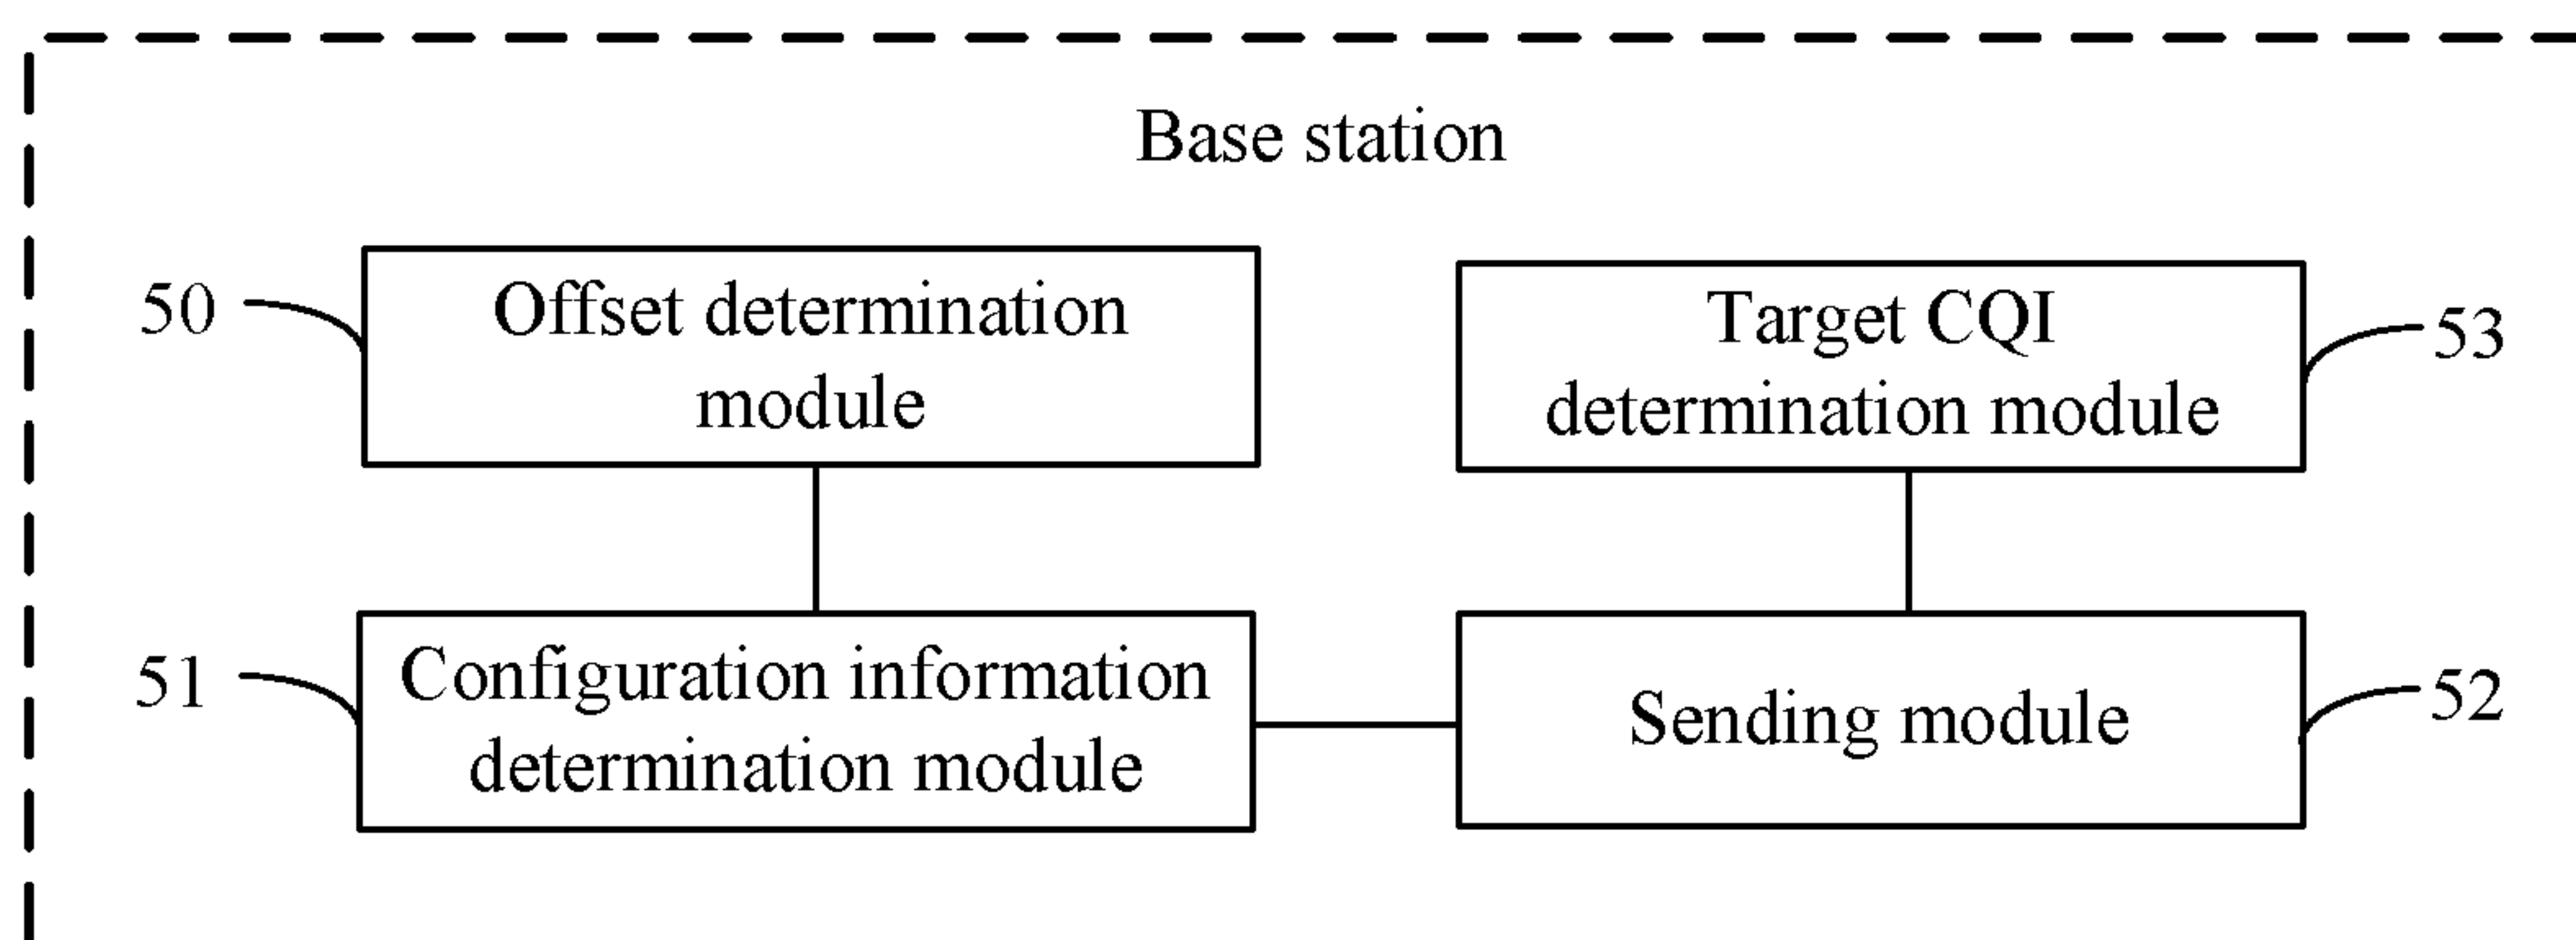 Base station
50
Offset determination
module
Target CQI
determination module
53
51
Configuration information
determination module
Sending module
52